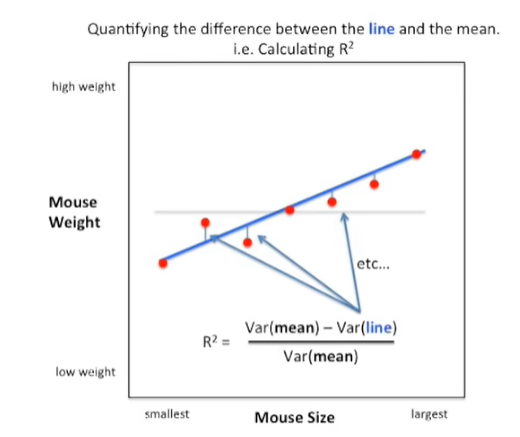 Quantifying the difference between the line and the mean.
i.e. Calculating R²
high weight
Mouse
Weight
etc...
R² = Var(mean) – Var(line)
Var(mean)
low weight
smallest
Mouse Size
largest